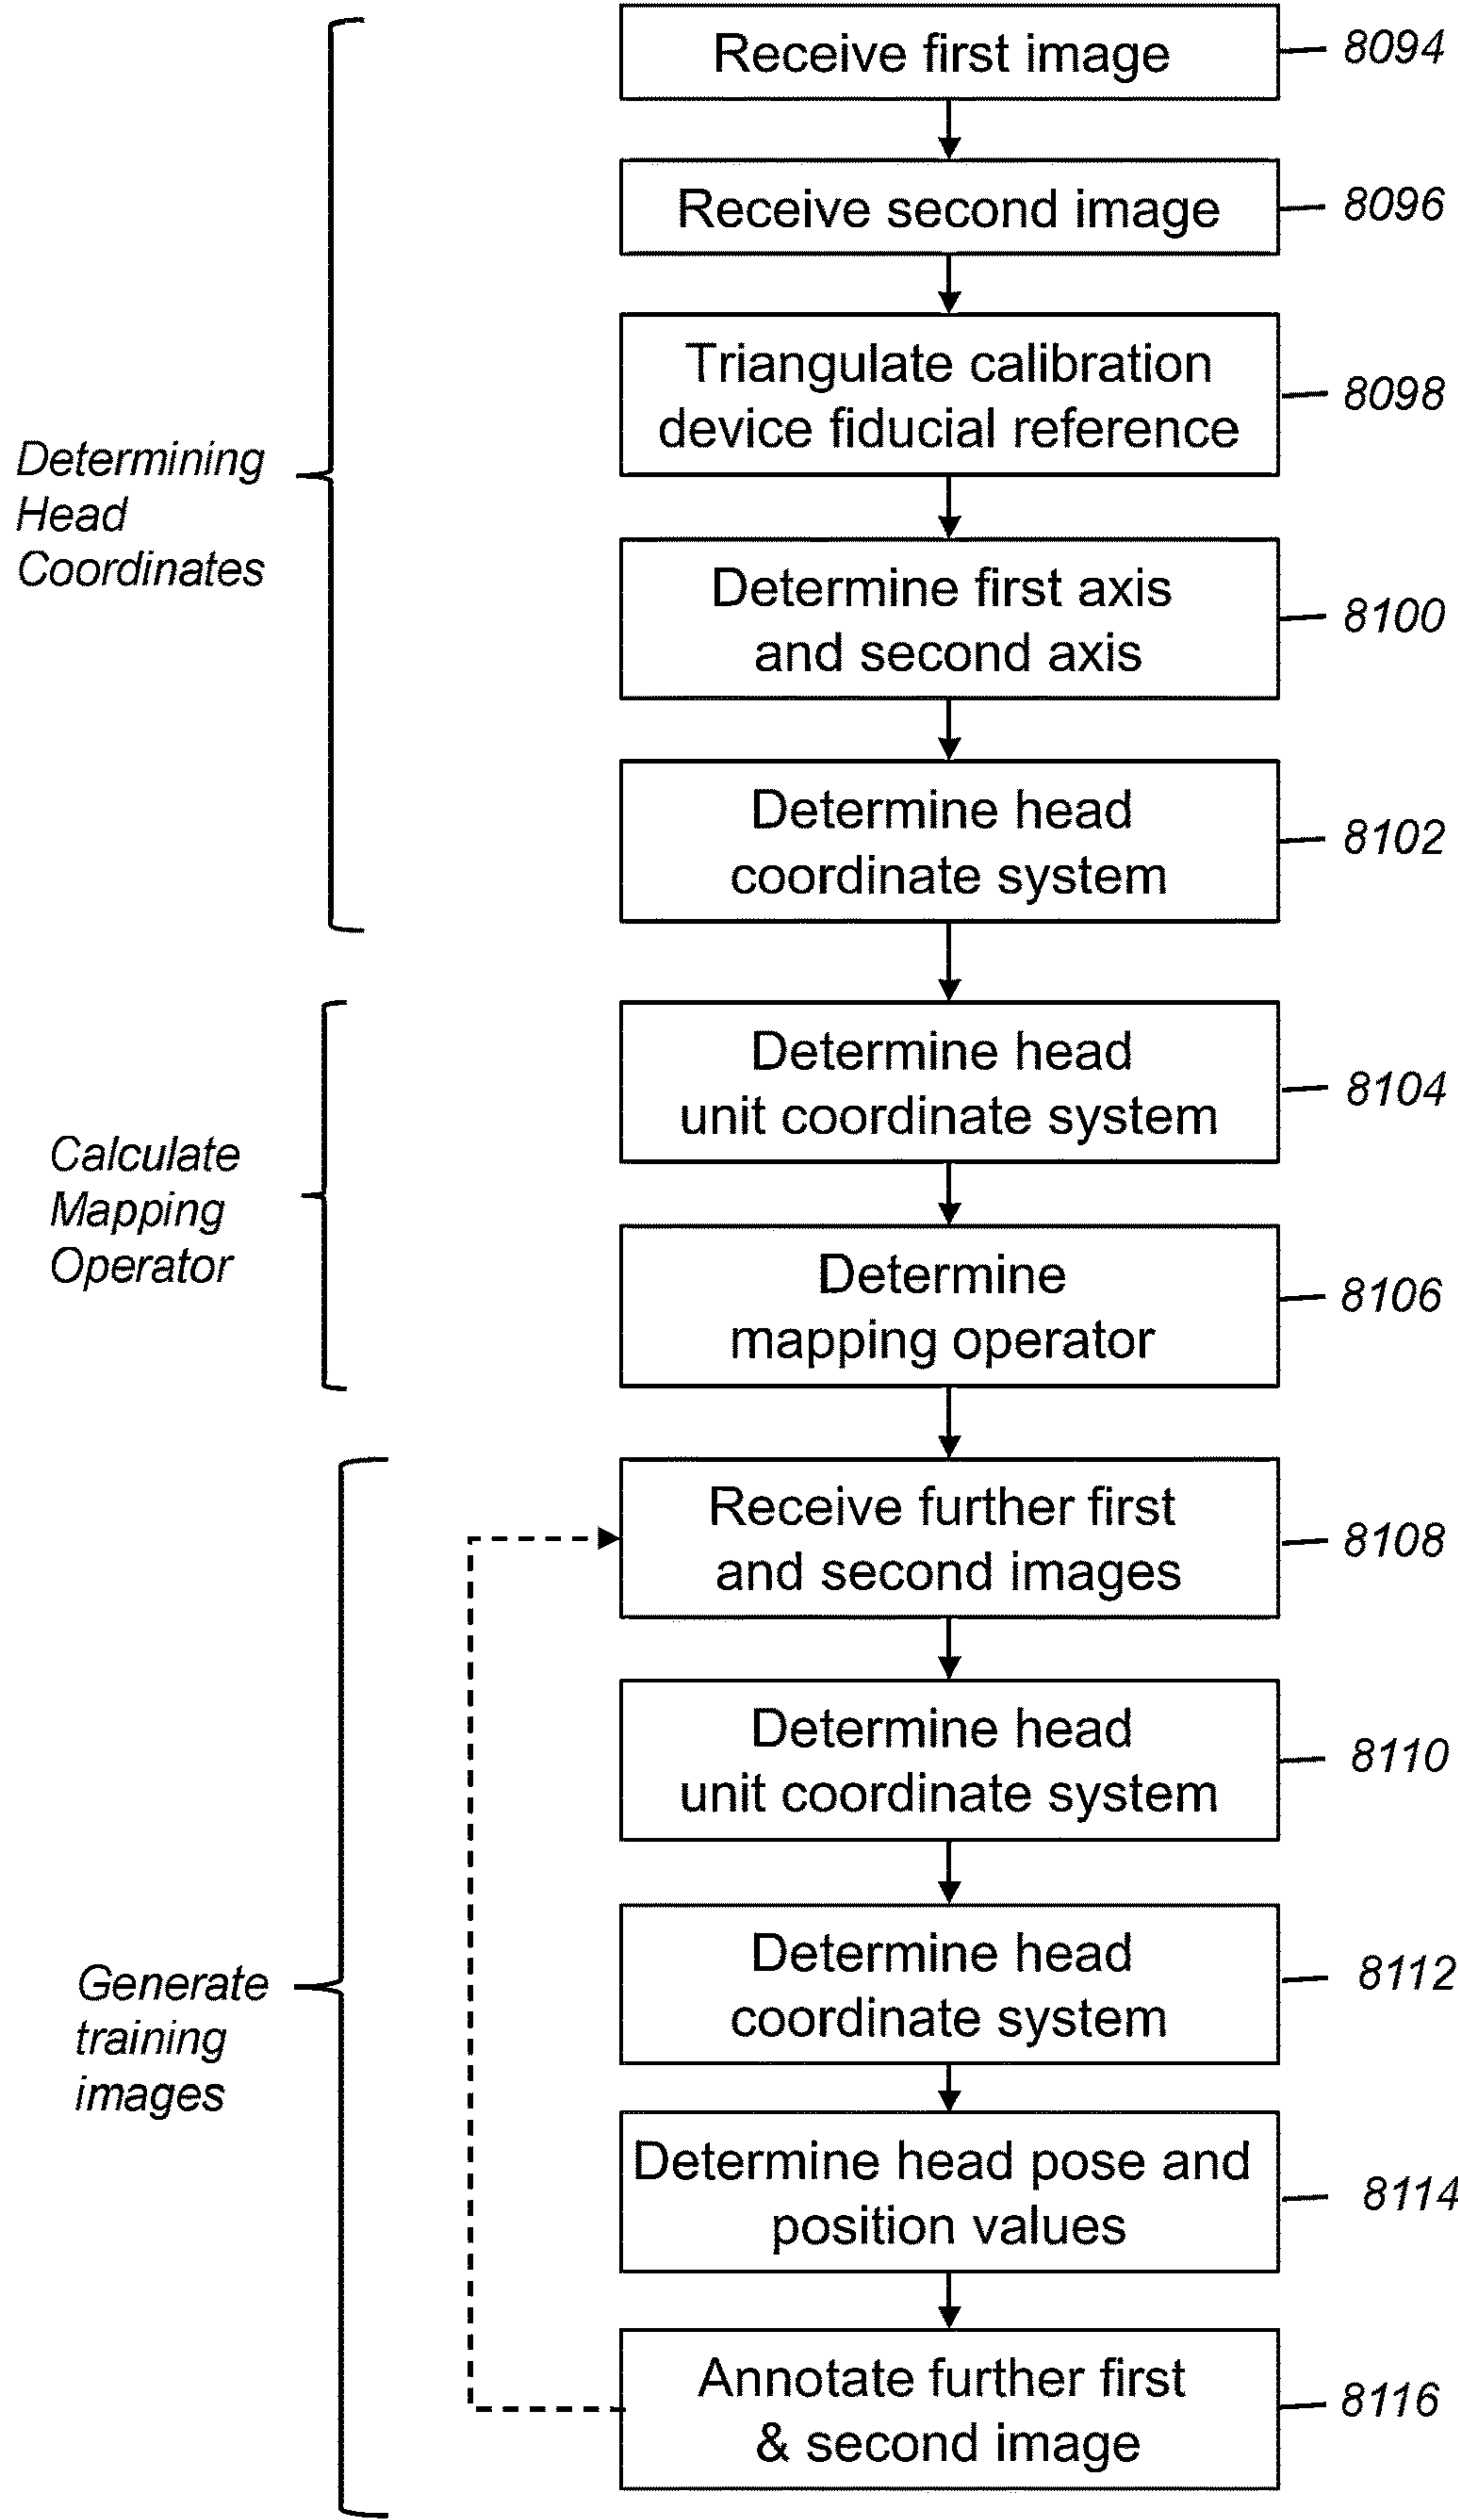 Receive first image
8094
Receive second image
8096
Triangulate calibration
device fiducial reference
8098
Determining
Head
Coordinates
Determine first axis
and second axis
8100
Determine head
coordinate system
8102
Determine head
unit coordinate system
8104
Calculate
Mapping
Operator
Determine
mapping operator
8106
Receive further first
and second images
8108
Determine head
unit coordinate system
8110
Generate
training
images
Determine head
coordinate system
8112
Determine head pose and
position values
8114
Annotate further first
& second image
8116